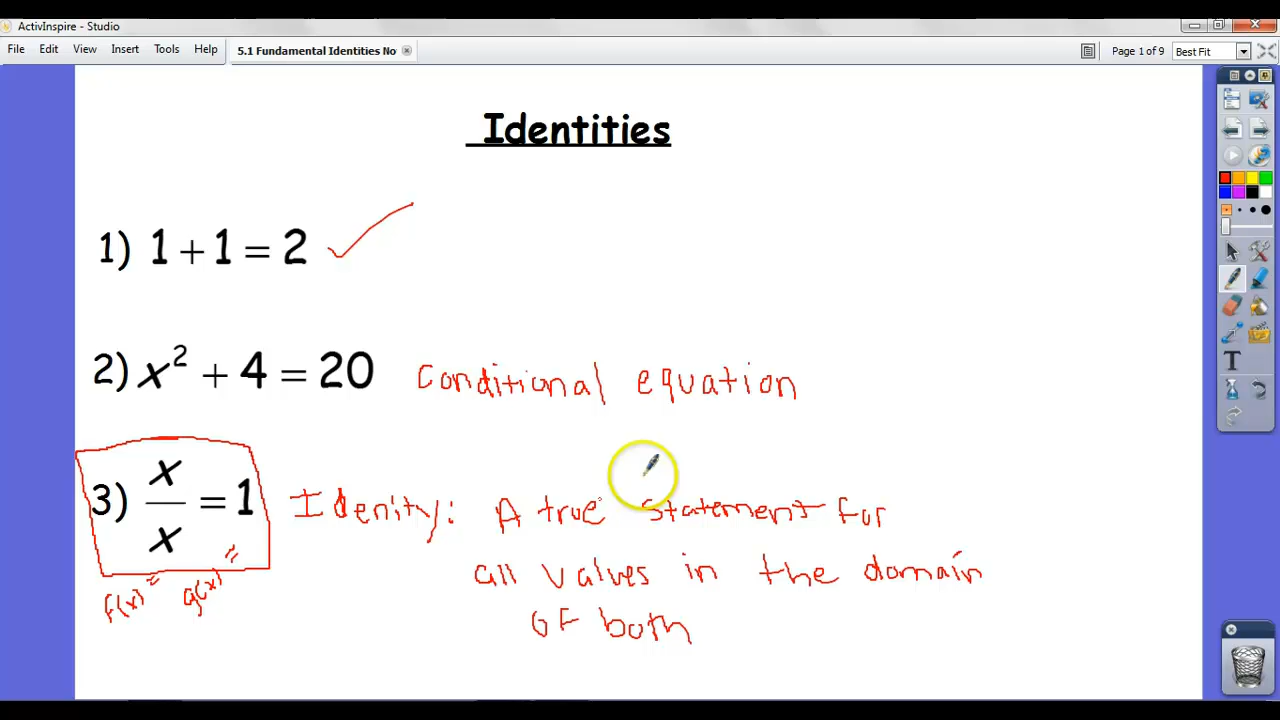 ActivInspire - Studio
File Edit View Insert Tools Help 5.1 Fundamental Identities No Page 1 of 9 Best Fit
Identities
1) 1 + 1 = 2 ✓
2) x² + 4 = 20 Conditional equation
3) x/x = 1 Idenity: A true Statement for
all values in the domain
f(x) = g(x) =
of both
T